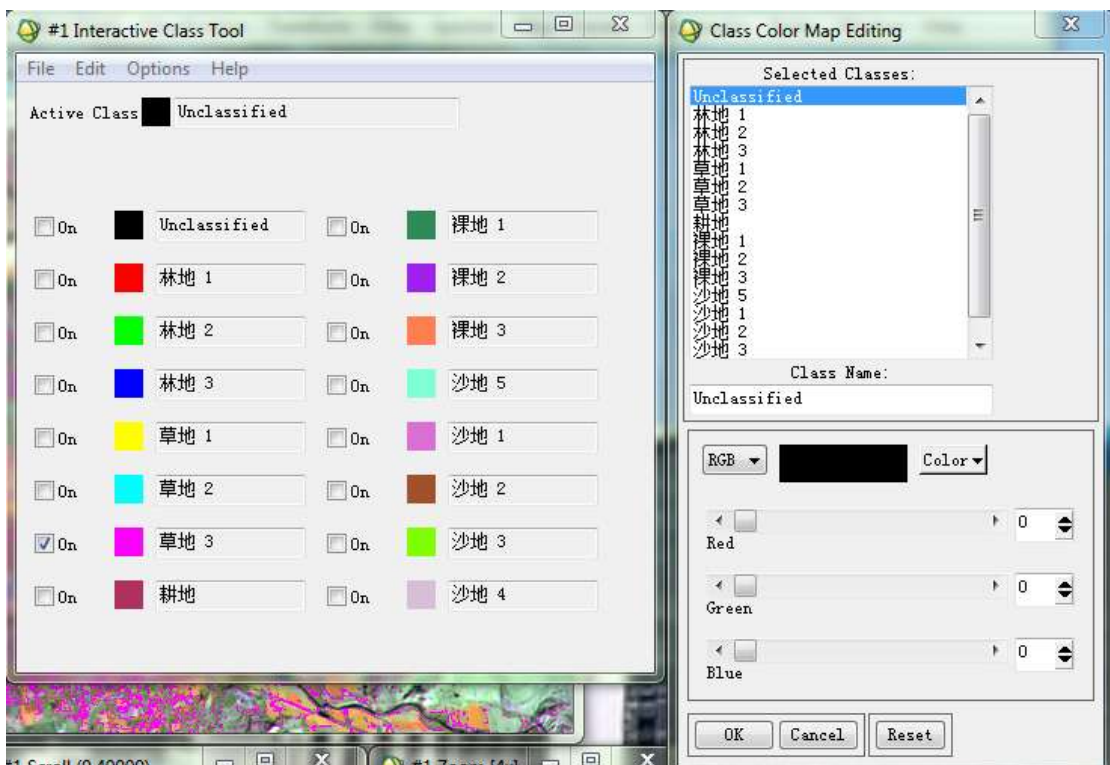 #1 Interactive Class Tool
File Edit Options Help
Active Class Unclassified
On Unclassified On 裸地 1
On 林地 1 On 裸地 2
On 林地 2 On 裸地 3
On 林地 3 On 沙地 5
On 草地 1 On 沙地 1
On 草地 2 On 沙地 2
On 草地 3 On 沙地 3
On 耕地 On 沙地 4
Class Color Map Editing
Selected Classes:
Unclassified
林地 1
林地 2
林地 3
草地 1
草地 2
草地 3
耕地
裸地 1
裸地 2
裸地 3
沙地 5
沙地 1
沙地 2
沙地 3
Class Name:
Unclassified
RGB Color
0
Red
0
Green
0
Blue
OK Cancel Reset
#1 Scroll (0.40000) #1 Zoom [4x]